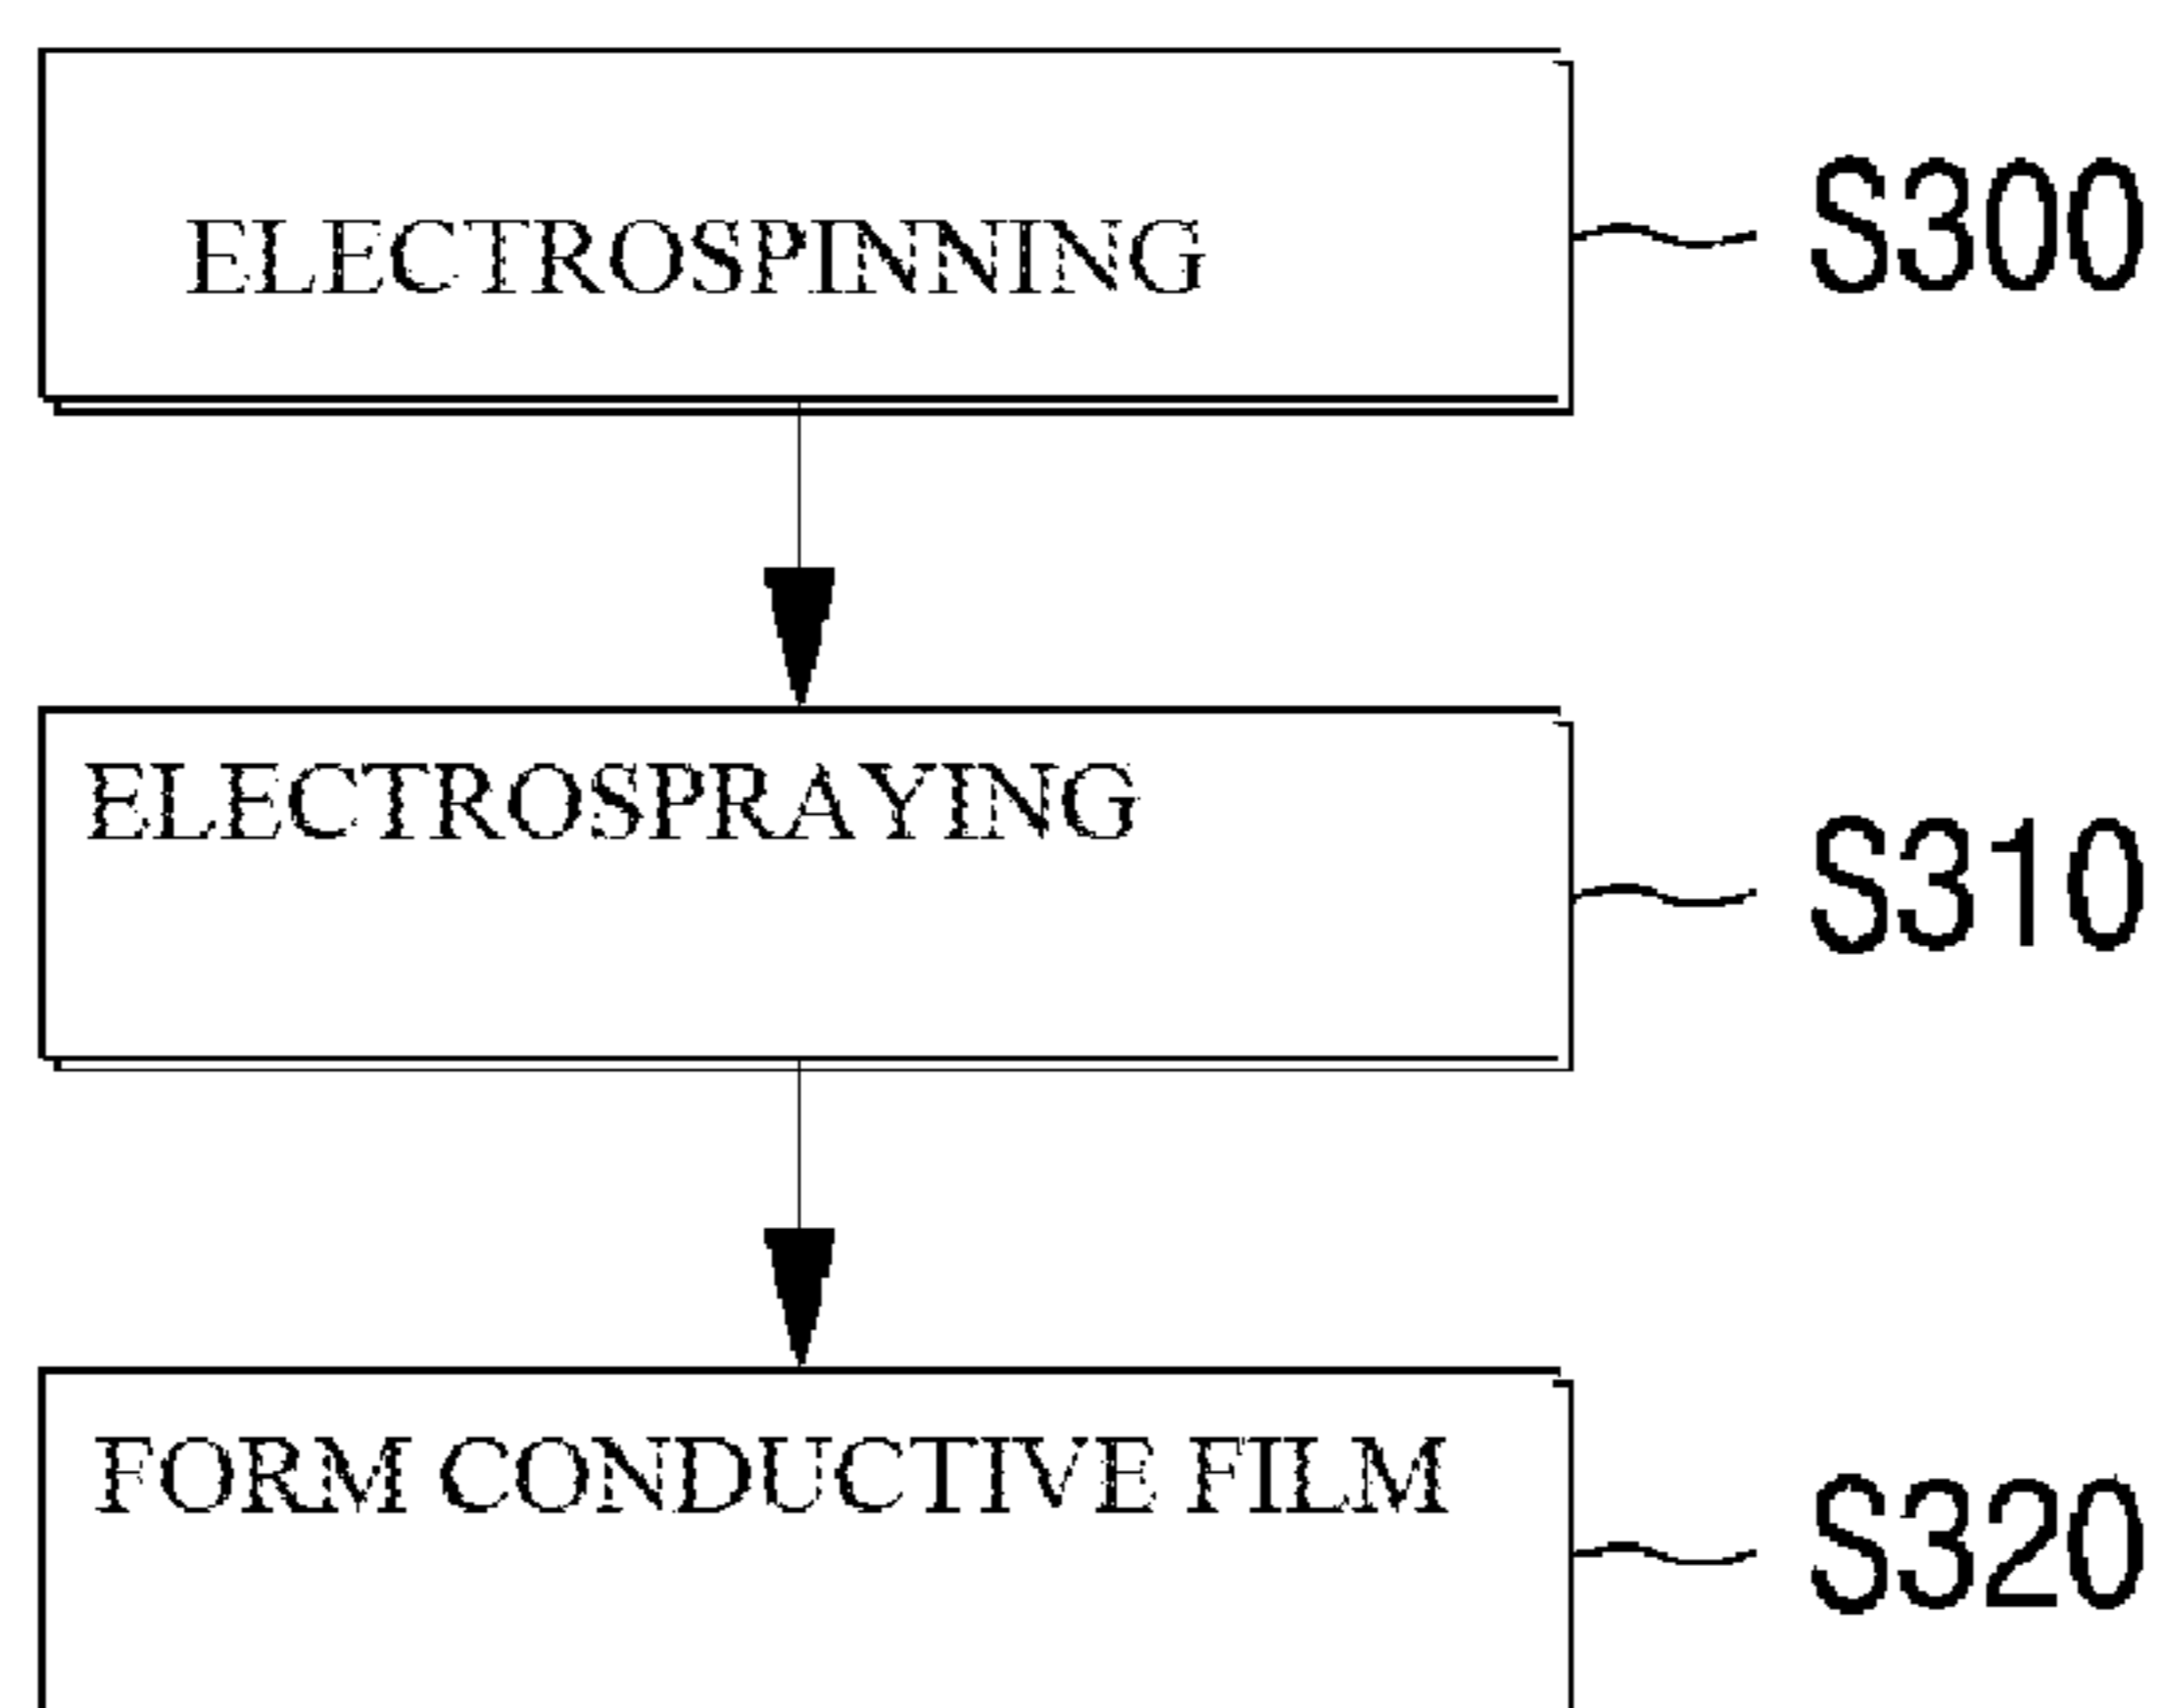 ELECTROSPINNING
S300
ELECTROSPRAYING
S310
FORM CONDUCTIVE FILM
S320